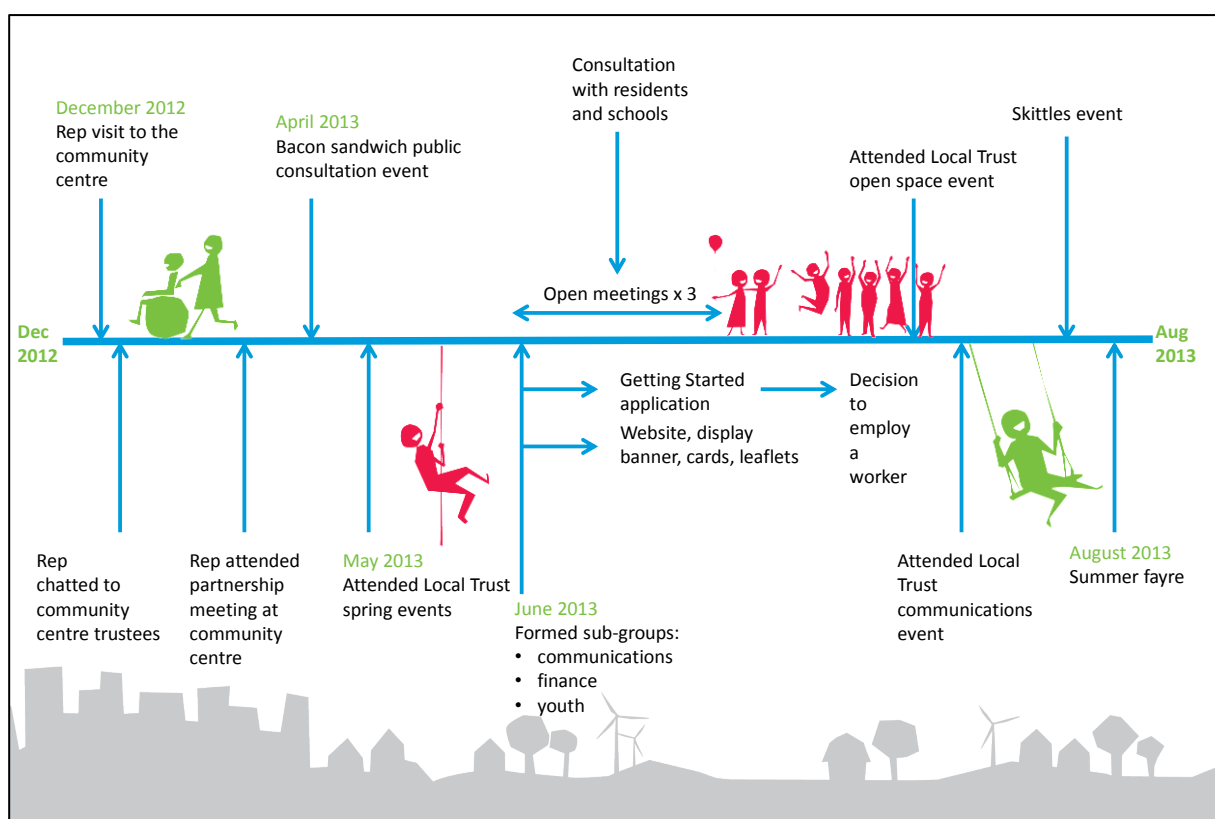 Consultation
with residents
and schools
December 2012
Rep visit to the
community
centre
April 2013
Bacon sandwich public
consultation event
Skittles event
Attended Local Trust
open space event
Open meetings x 3
Dec
2012
Aug
2013
Getting Started
application
Website, display
banner, cards, leaflets
Decision
to
employ
a
worker
Rep
chatted to
community
centre trustees
Rep attended
partnership
meeting at
community
centre
May 2013
Attended Local Trust
spring events
June 2013
Formed sub-groups:
• communications
• finance
• youth
Attended Local
Trust
communications
event
August 2013
Summer fayre